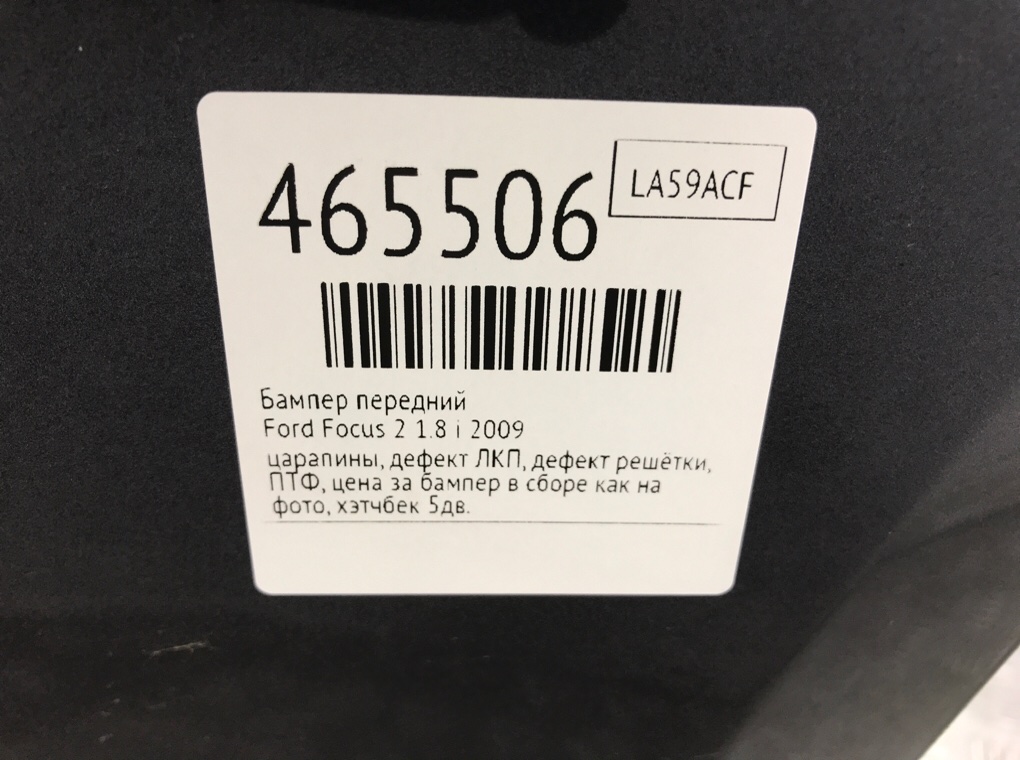 465506
LA59ACF
Бампер передний
Ford Focus 2 1.8 i 2009
царапины, дефект ЛКП, дефект решётки,
ПТФ, цена за бампер в сборе как на
фото, хэтчбек 5дв.